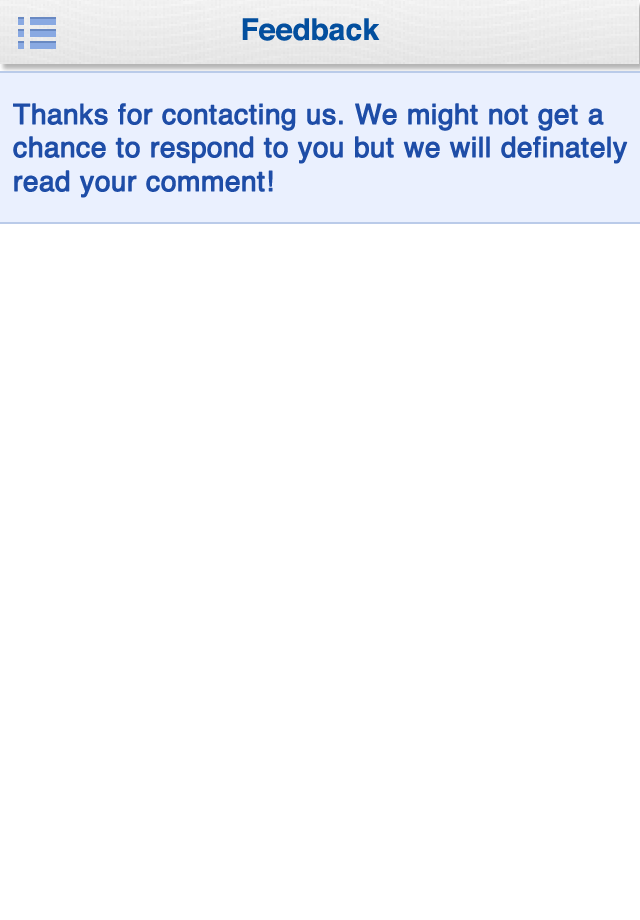 Feedback
Thanks for contacting us. We might not get a
chance to respond to you but we will definately
read your comment!